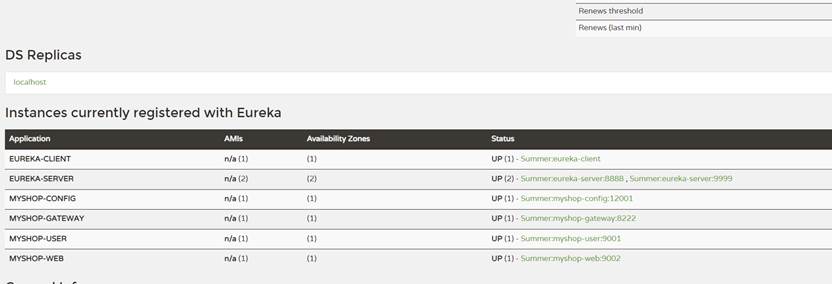 Renews threshold
Renews (last min)
DS Replicas
localhost
Instances currently registered with Eureka
Application AMIs Availability Zones Status
EUREKA-CLIENT n/a (1) (1) UP (1) - Summer:eureka-client
EUREKA-SERVER n/a (2) (2) UP (2) - Summer:eureka-server:8888 , Summer:eureka-server:9999
MYSHOP-CONFIG n/a (1) (1) UP (1) - Summer:myshop-config:12001
MYSHOP-GATEWAY n/a (1) (1) UP (1) - Summer:myshop-gateway:8222
MYSHOP-USER n/a (1) (1) UP (1) - Summer:myshop-user:9001
MYSHOP-WEB n/a (1) (1) UP (1) - Summer:myshop-web:9002